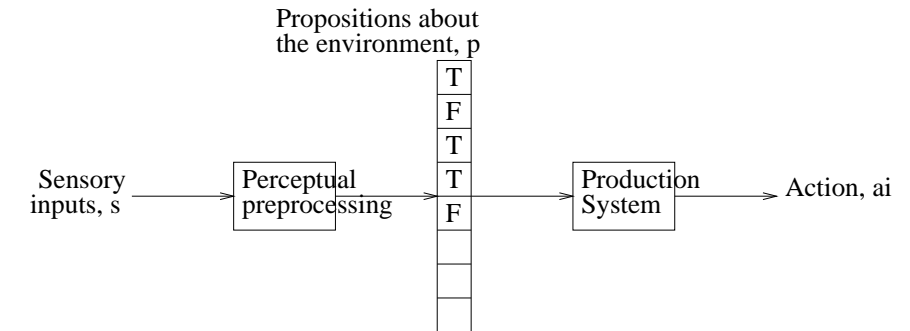 Propositions about
the environment, p
T
F
T
T
F
Sensory
inputs, s
Perceptual
preprocessing
Production
System
Action, ai